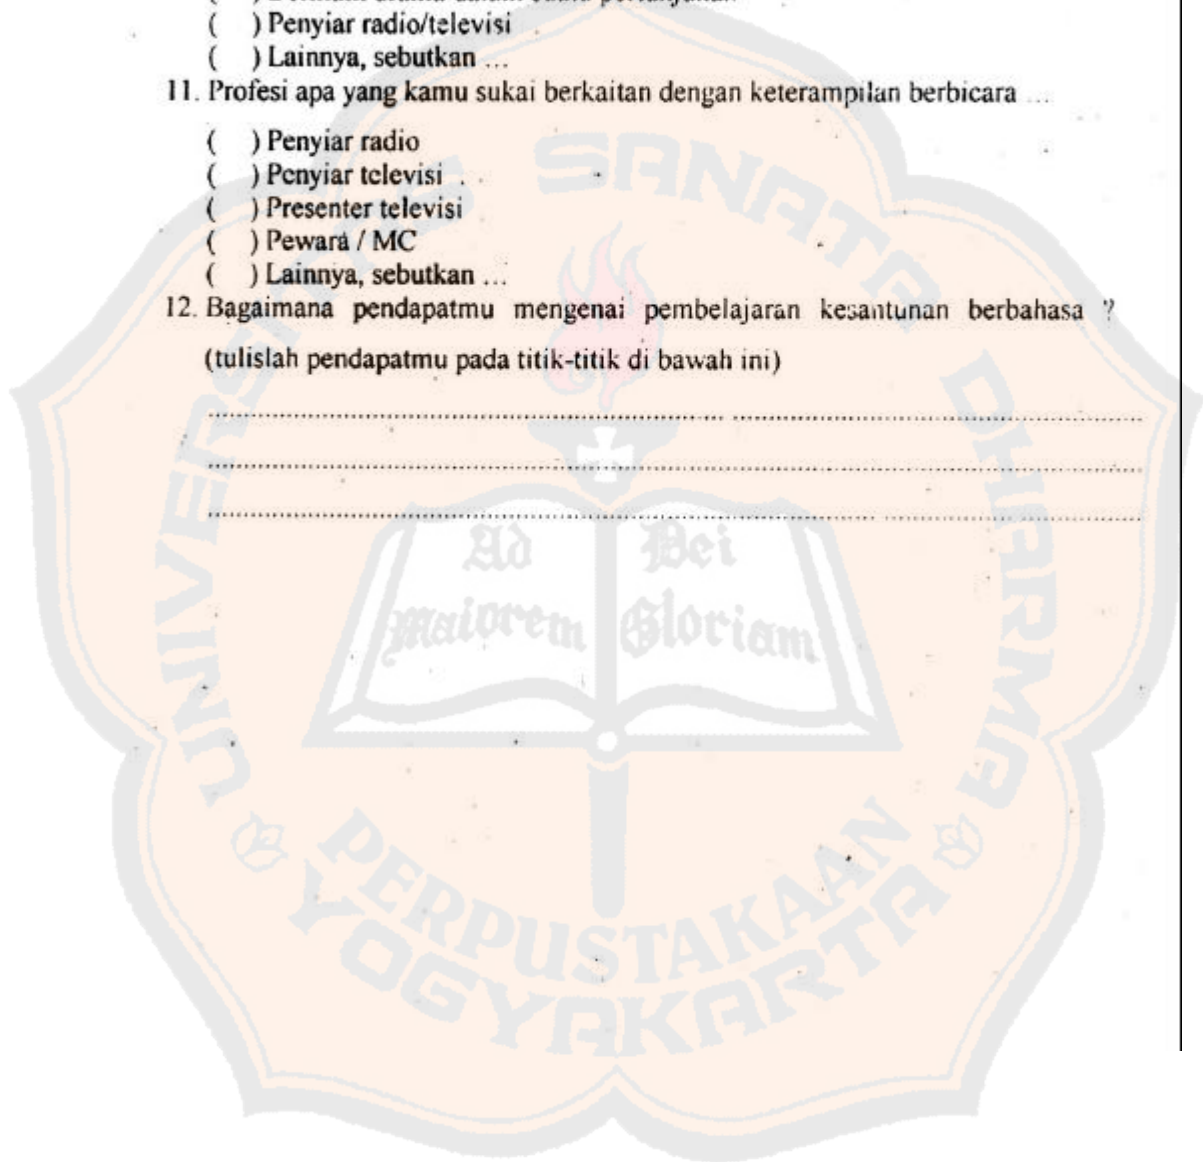 ( ) Penyiar radio/televisi
( ) Lainnya, sebutkan ...
11. Profesi apa yang kamu sukai berkaitan dengan keterampilan berbicara ...
( ) Penyiar radio
( ) Penyiar televisi
( ) Presenter televisi
( ) Pewara / MC
( ) Lainnya, sebutkan ...
12. Bagaimana pendapatmu mengenai pembelajaran kesantunan berbahasa ?
(tulislah pendapatmu pada titik-titik di bawah ini)
UNIVERSITAS SANATA DHARMA
Ad Dei
Maiorem Gloriam
PERPUSTAKAAN
YOGYAKARTA